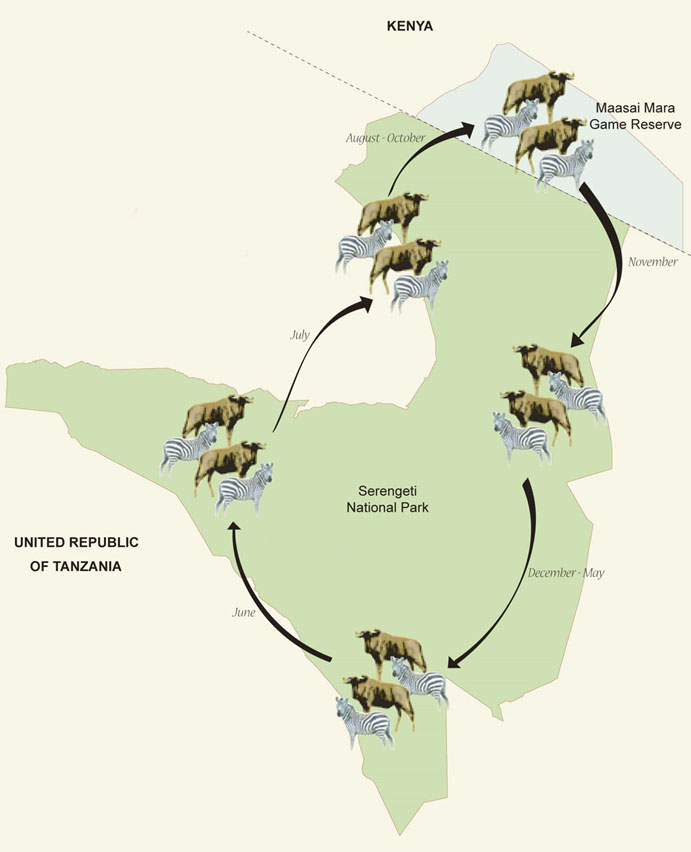 KENYA
Maasai Mara
Game Reserve
August - October
November
July
Serengeti
National Park
UNITED REPUBLIC
OF TANZANIA
December - May
June